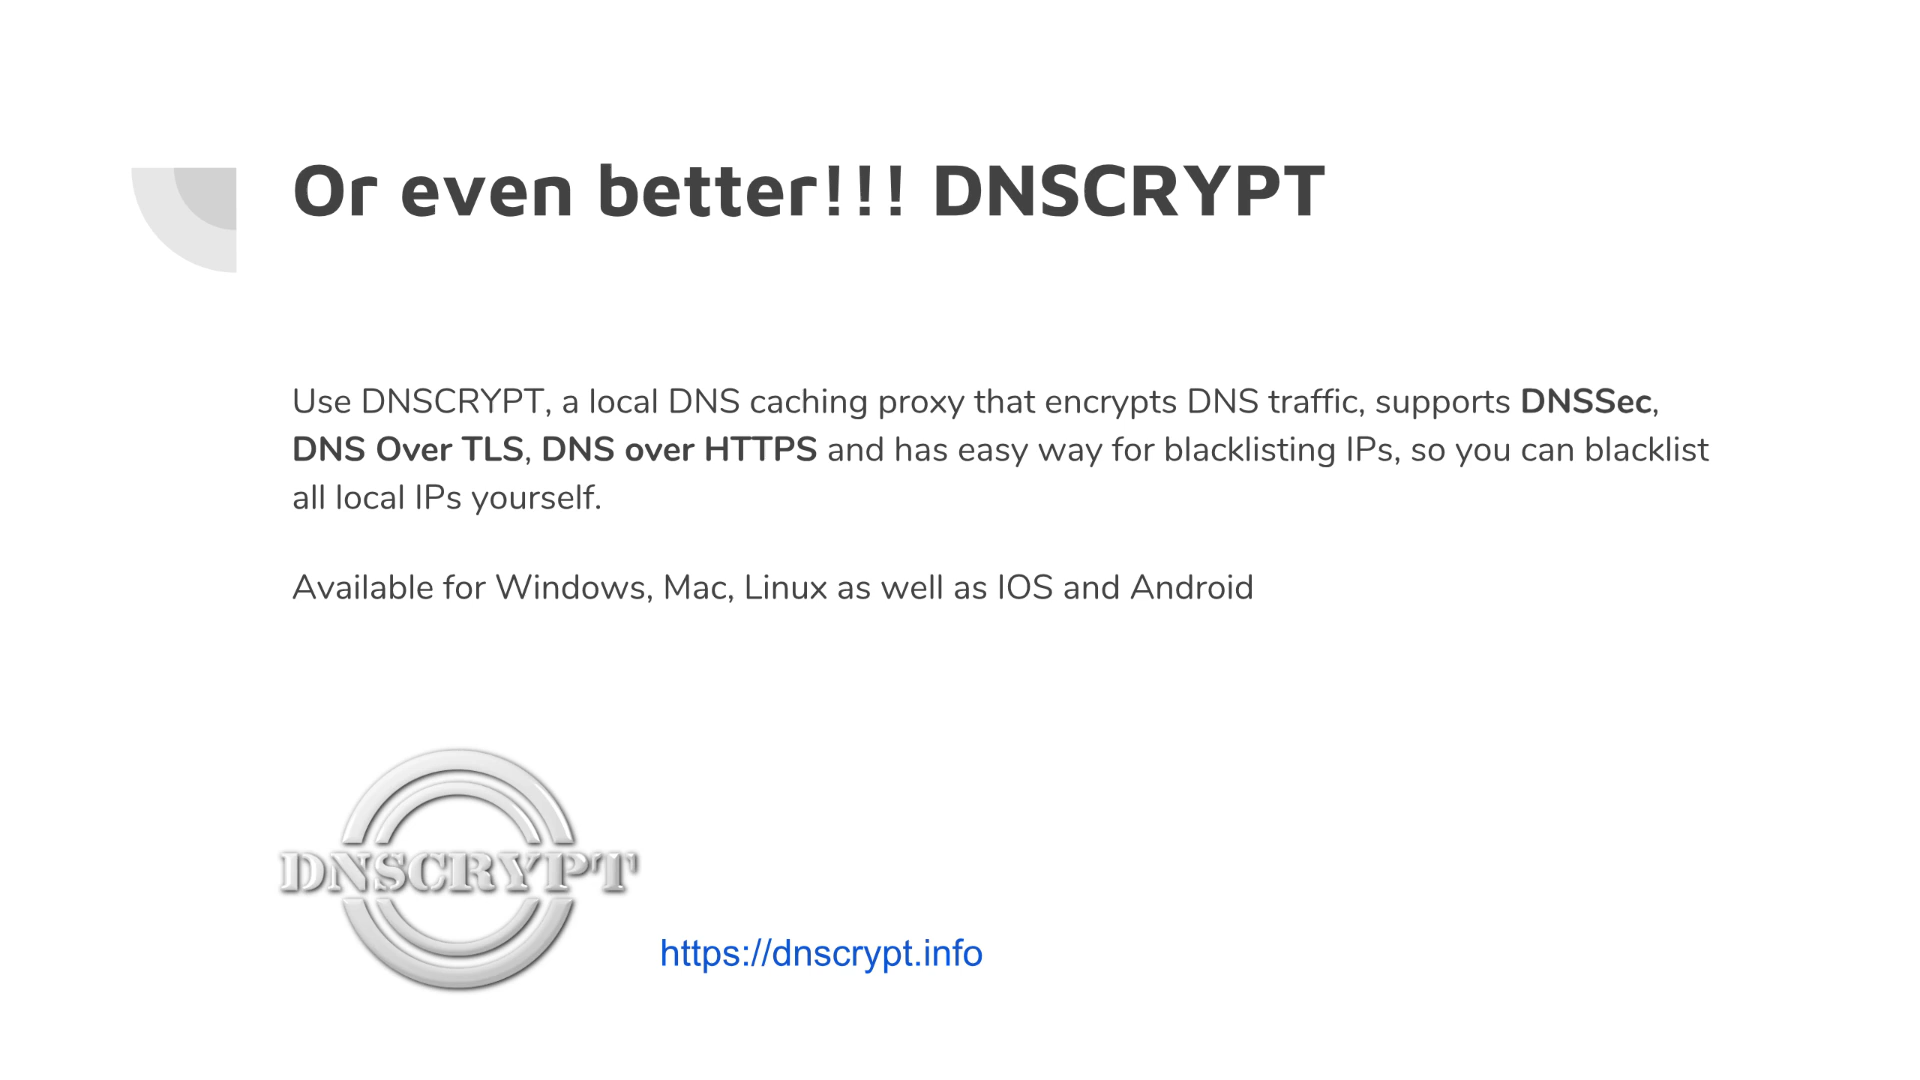 Or even better!!! DNSCRYPT
Use DNSCRYPT, a local DNS caching proxy that encrypts DNS traffic, supports DNSSec,
DNS Over TLS, DNS over HTTPS and has easy way for blacklisting IPs, so you can blacklist
all local IPs yourself.
Available for Windows, Mac, Linux as well as IOS and Android
DNSCRYPT
https://dnscrypt.info